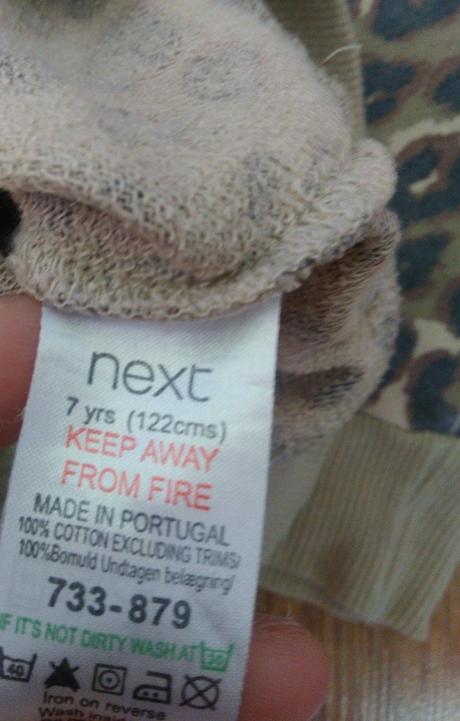 next
7 yrs (122cms)
KEEP AWAY
FROM FIRE
MADE IN PORTUGAL
100% COTTON EXCLUDING TRIMS/
100%Bomuld Undtagen belægning/
733-879
IF IT'S NOT DIRTY WASH AT 20
40
Iron on reverse
Wash inside